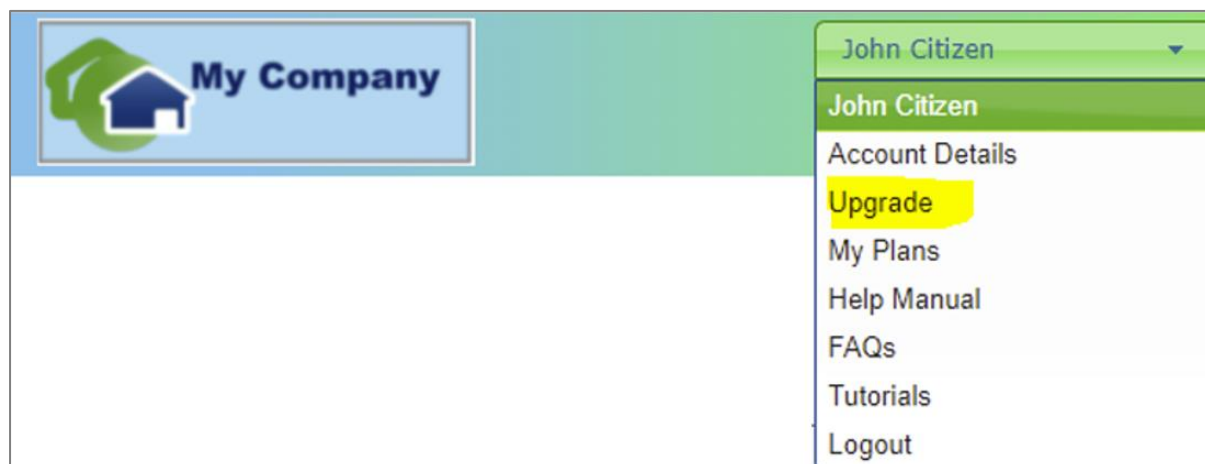 My Company
John Citizen
John Citizen
Account Details
Upgrade
My Plans
Help Manual
FAQs
Tutorials
Logout